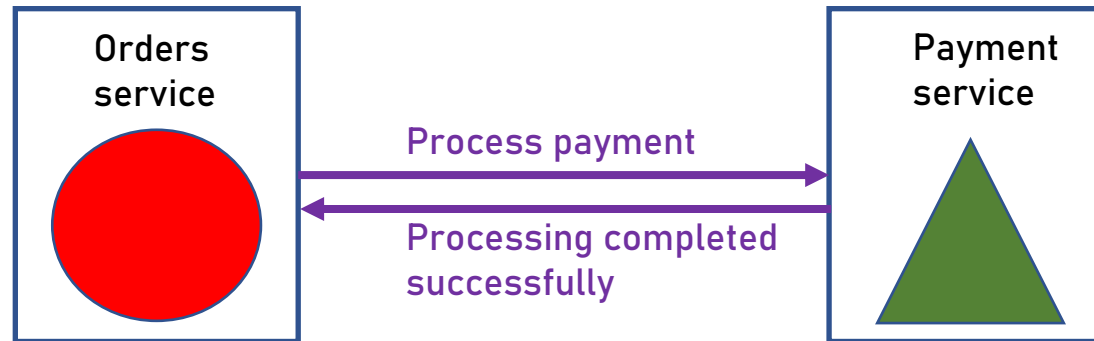 Orders
service
Payment
service
Process payment
Processing completed
successfully